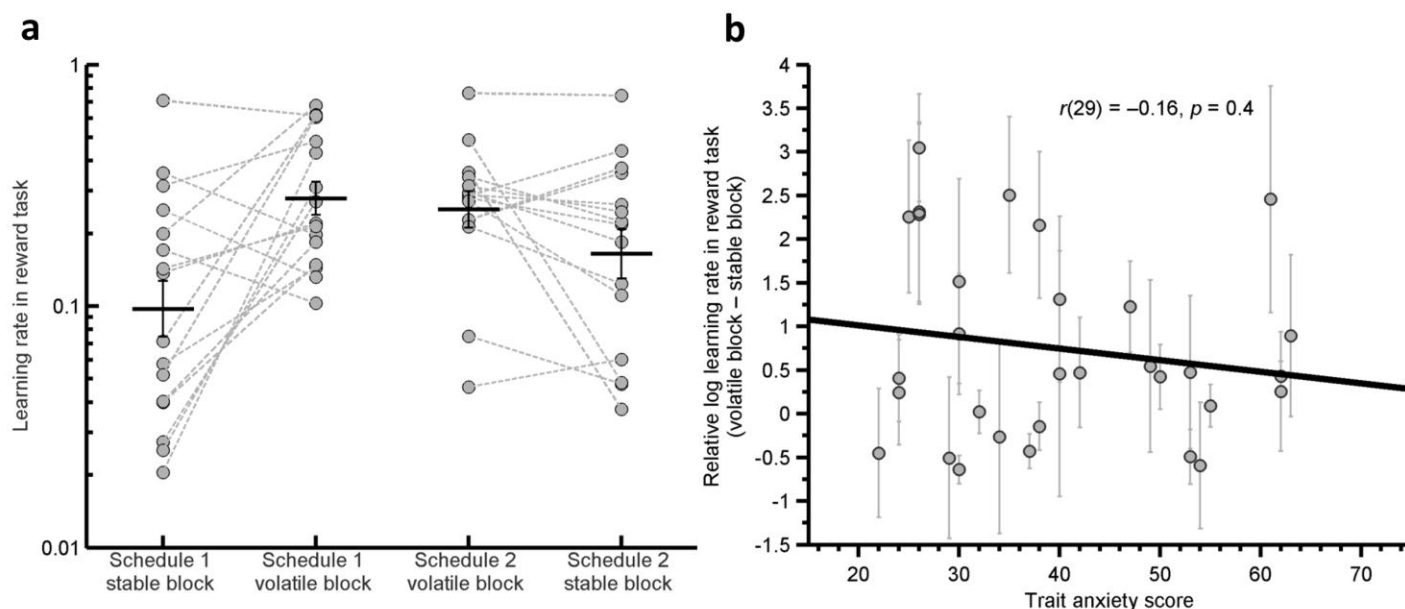 a
Learning rate in reward task
1
0.1
0.01
Schedule 1
stable block
Schedule 1
volatile block
Schedule 2
volatile block
Schedule 2
stable block
b
Relative log learning rate in reward task
(volatile block – stable block)
4
3.5
3
2.5
2
1.5
1
0.5
0
-0.5
-1
-1.5
r(29) = –0.16, p = 0.4
20
30
40
50
60
70
Trait anxiety score